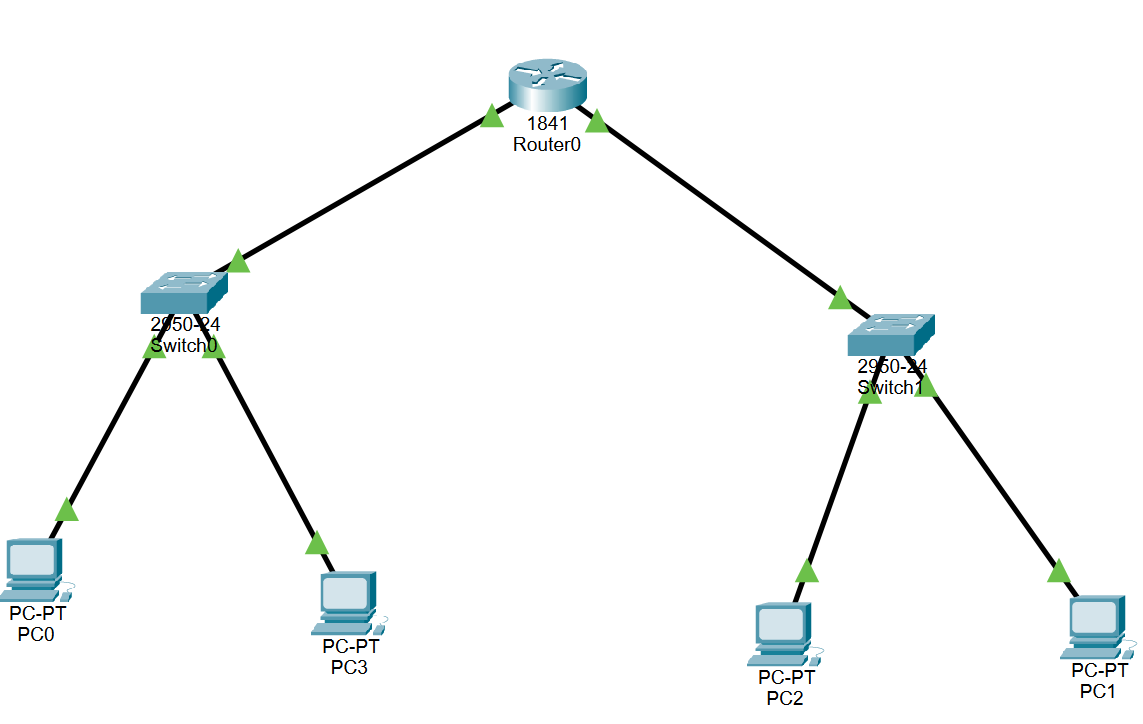 1841
Router0
2950-24
Switch0
2950-24
Switch1
PC-PT
PC0
PC-PT
PC3
PC-PT
PC2
PC-PT
PC1